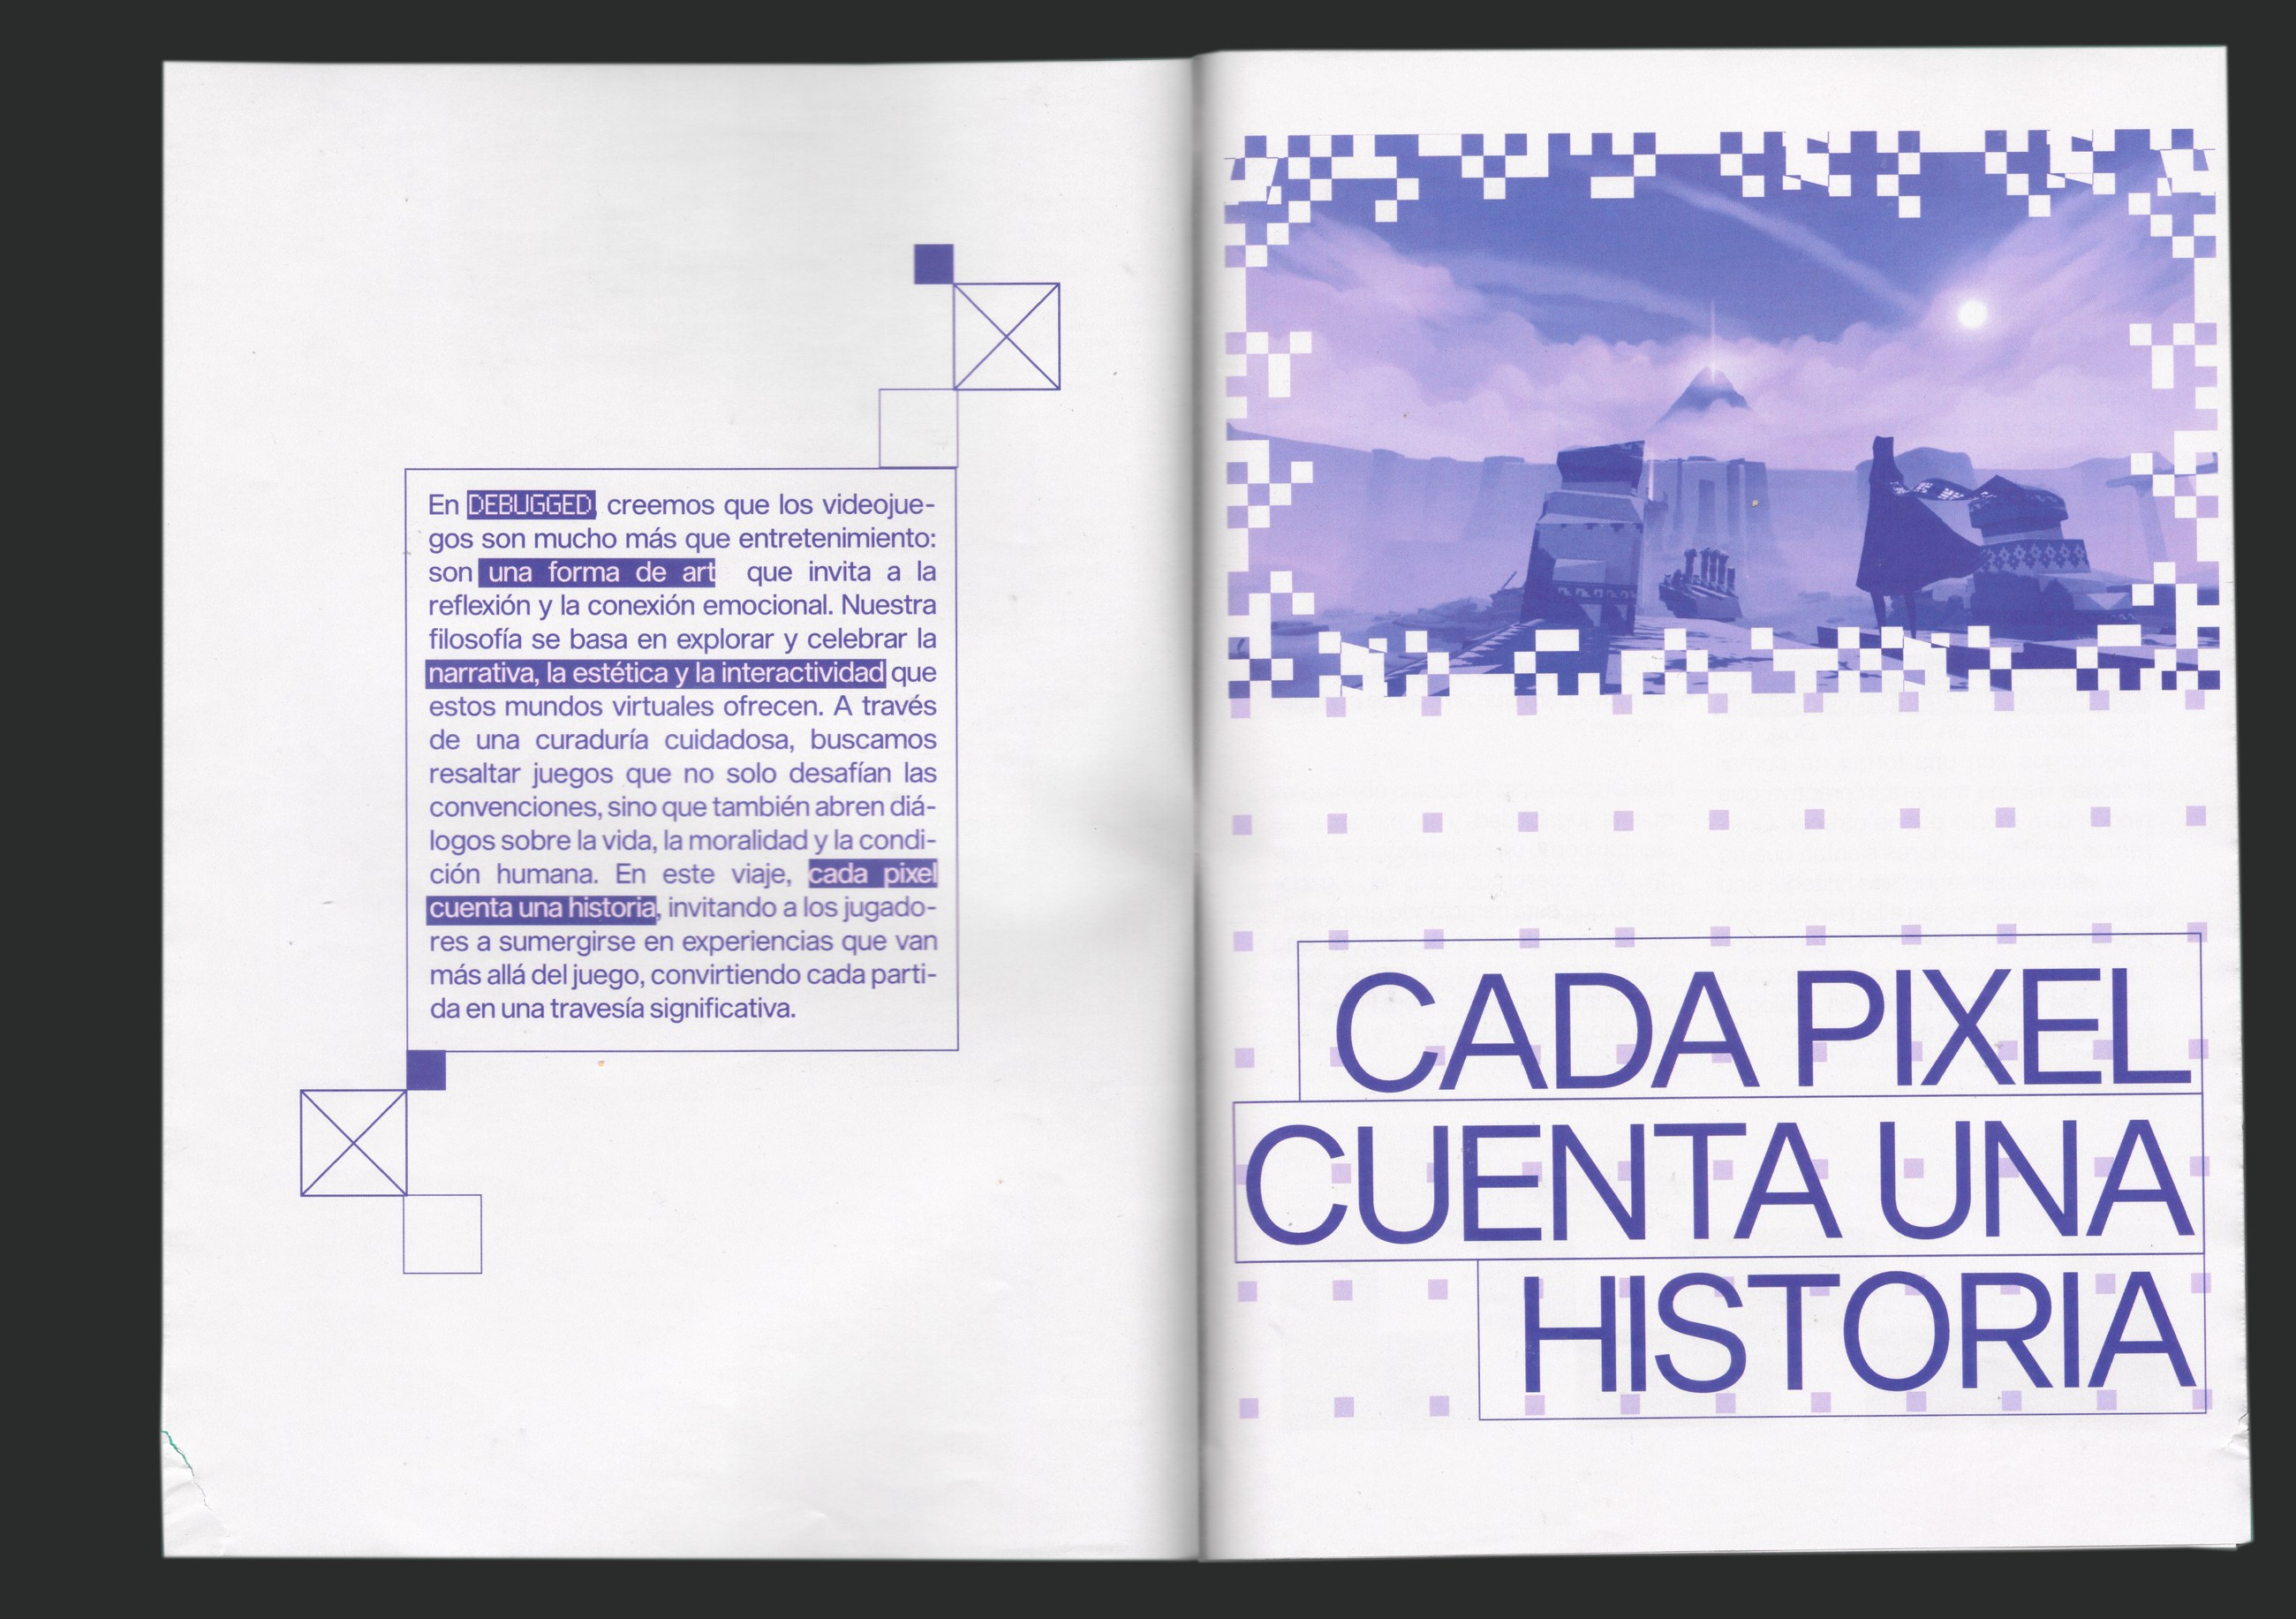 En DEBUGGED, creemos que los videojue-
gos son mucho más que entretenimiento:
son una forma de art que invita a la
reflexión y la conexión emocional. Nuestra
filosofía se basa en explorar y celebrar la
narrativa, la estética y la interactividad que
estos mundos virtuales ofrecen. A través
de una curaduría cuidadosa, buscamos
resaltar juegos que no solo desafían las
convenciones, sino que también abren diá-
logos sobre la vida, la moralidad y la condi-
ción humana. En este viaje, cada pixel
cuenta una historia, invitando a los jugado-
res a sumergirse en experiencias que van
más allá del juego, convirtiendo cada parti-
da en una travesía significativa.
CADA PIXEL
CUENTA UNA
HISTORIA